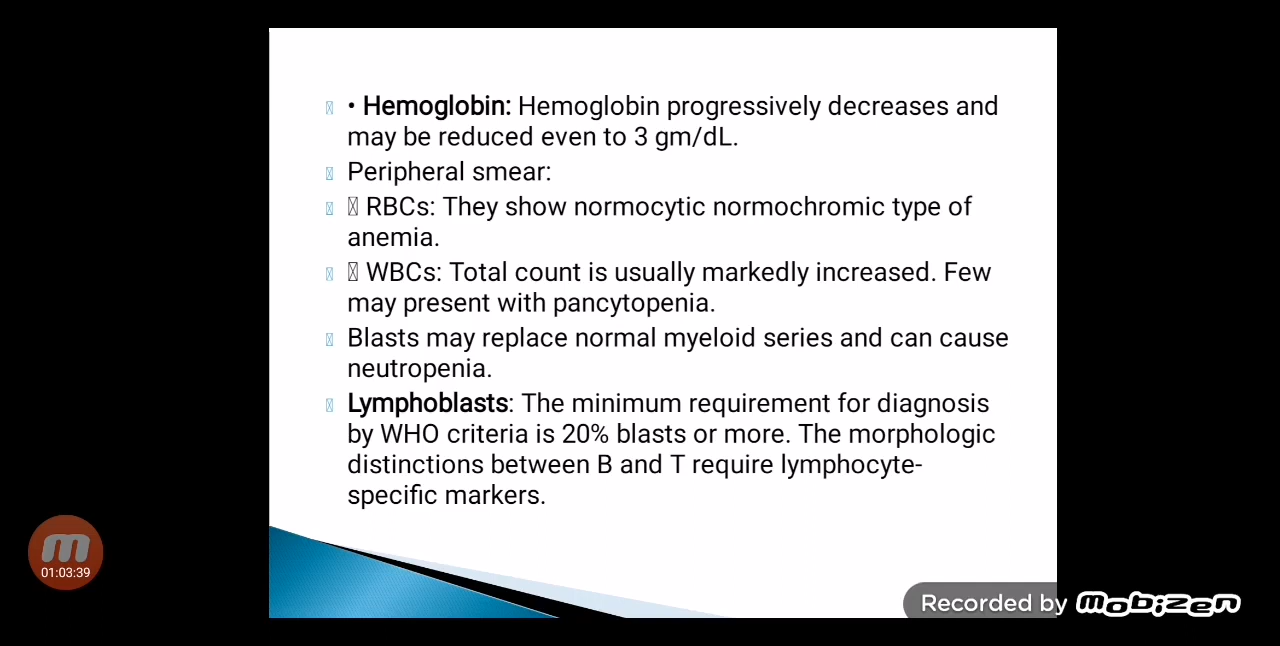 • Hemoglobin: Hemoglobin progressively decreases and
may be reduced even to 3 gm/dL.
Peripheral smear:
RBCs: They show normocytic normochromic type of
anemia.
WBCs: Total count is usually markedly increased. Few
may present with pancytopenia.
Blasts may replace normal myeloid series and can cause
neutropenia.
Lymphoblasts: The minimum requirement for diagnosis
by WHO criteria is 20% blasts or more. The morphologic
distinctions between B and T require lymphocyte-
specific markers.
m
01:03:39
Recorded by mobizen